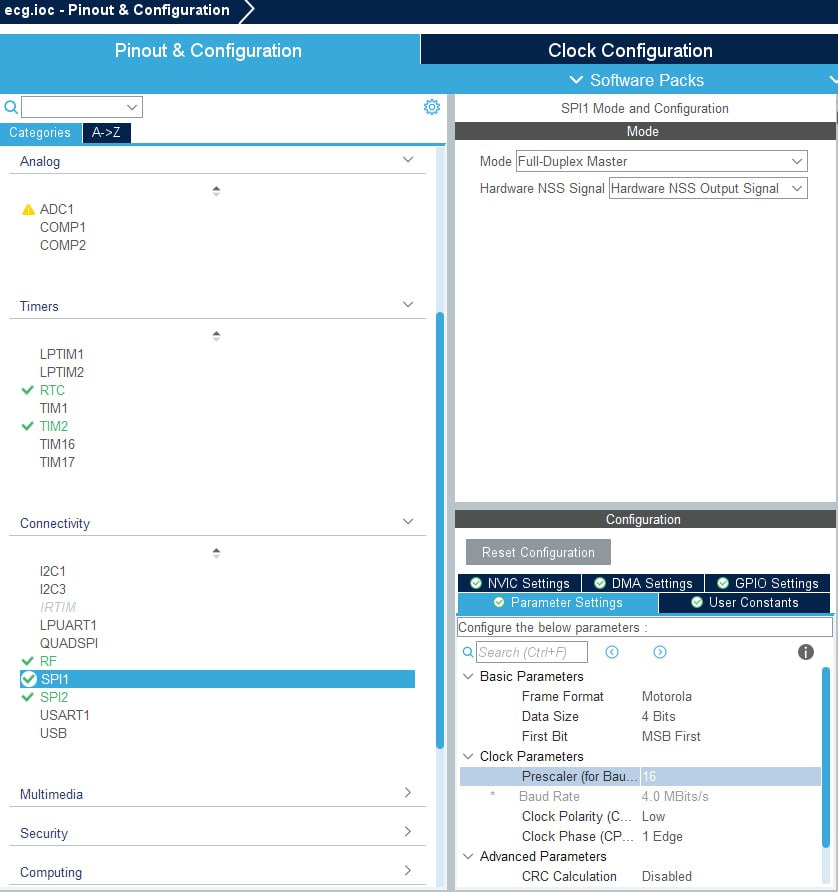 ecg.ioc - Pinout & Configuration
Pinout & Configuration
Clock Configuration
Software Packs
Categories
A->Z
Analog
ADC1
COMP1
COMP2
Timers
LPTIM1
LPTIM2
RTC
TIM1
TIM2
TIM16
TIM17
Connectivity
I2C1
I2C3
IRTIM
LPUART1
QUADSPI
RF
SPI1
SPI2
USART1
USB
Multimedia
Security
Computing
SPI1 Mode and Configuration
Mode
Mode Full-Duplex Master
Hardware NSS Signal Hardware NSS Output Signal
Configuration
Reset Configuration
NVIC Settings
DMA Settings
GPIO Settings
Parameter Settings
User Constants
Configure the below parameters :
Search (Ctrl+F)
Basic Parameters
Frame Format Motorola
Data Size 4 Bits
First Bit MSB First
Clock Parameters
Prescaler (for Bau... 16
* Baud Rate 4.0 MBits/s
Clock Polarity (C... Low
Clock Phase (CP... 1 Edge
Advanced Parameters
CRC Calculation Disabled